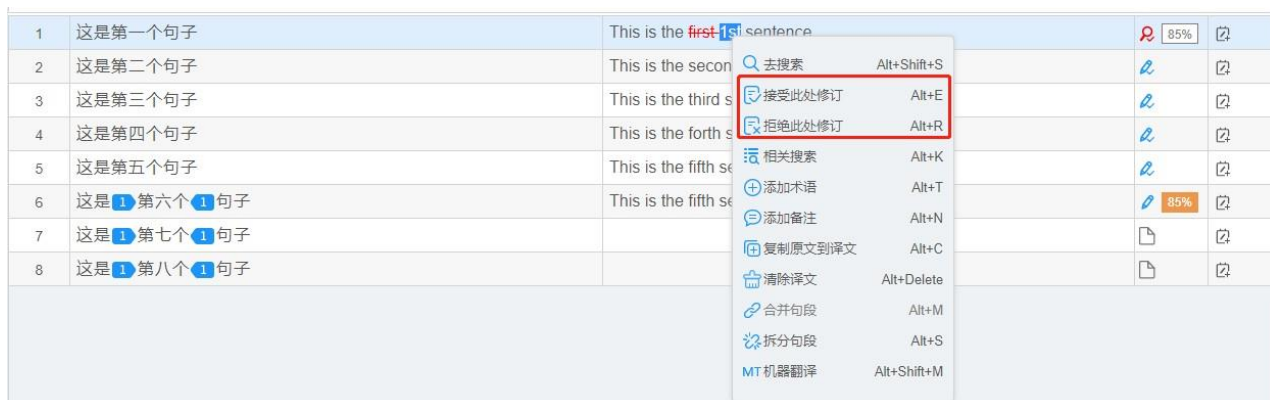 1 这是第一个句子 This is the first 1st sentence 85%
2 这是第二个句子 This is the secon
3 这是第三个句子 This is the third s
4 这是第四个句子 This is the forth s
5 这是第五个句子 This is the fifth se
6 这是 1 第六个 1 句子 This is the fifth se 85%
7 这是 1 第七个 1 句子
8 这是 1 第八个 1 句子
去搜索 Alt+Shift+S
接受此处修订 Alt+E
拒绝此处修订 Alt+R
相关搜索 Alt+K
添加术语 Alt+T
添加备注 Alt+N
复制原文到译文 Alt+C
清除译文 Alt+Delete
合并句段 Alt+M
拆分句段 Alt+S
MT 机器翻译 Alt+Shift+M